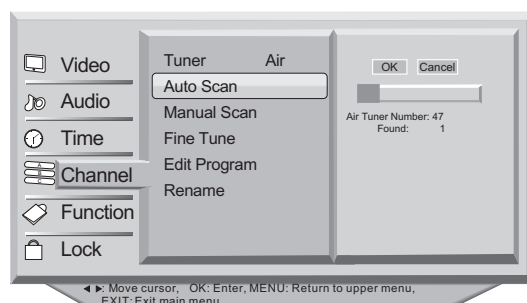 Video
Audio
Time
Channel
Function
Lock
Tuner Air
Auto Scan
Manual Scan
Fine Tune
Edit Program
Rename
OK Cancel
Air Tuner Number: 47
Found: 1
◄ ►: Move cursor, OK: Enter, MENU: Return to upper menu,
EXIT: Exit main menu